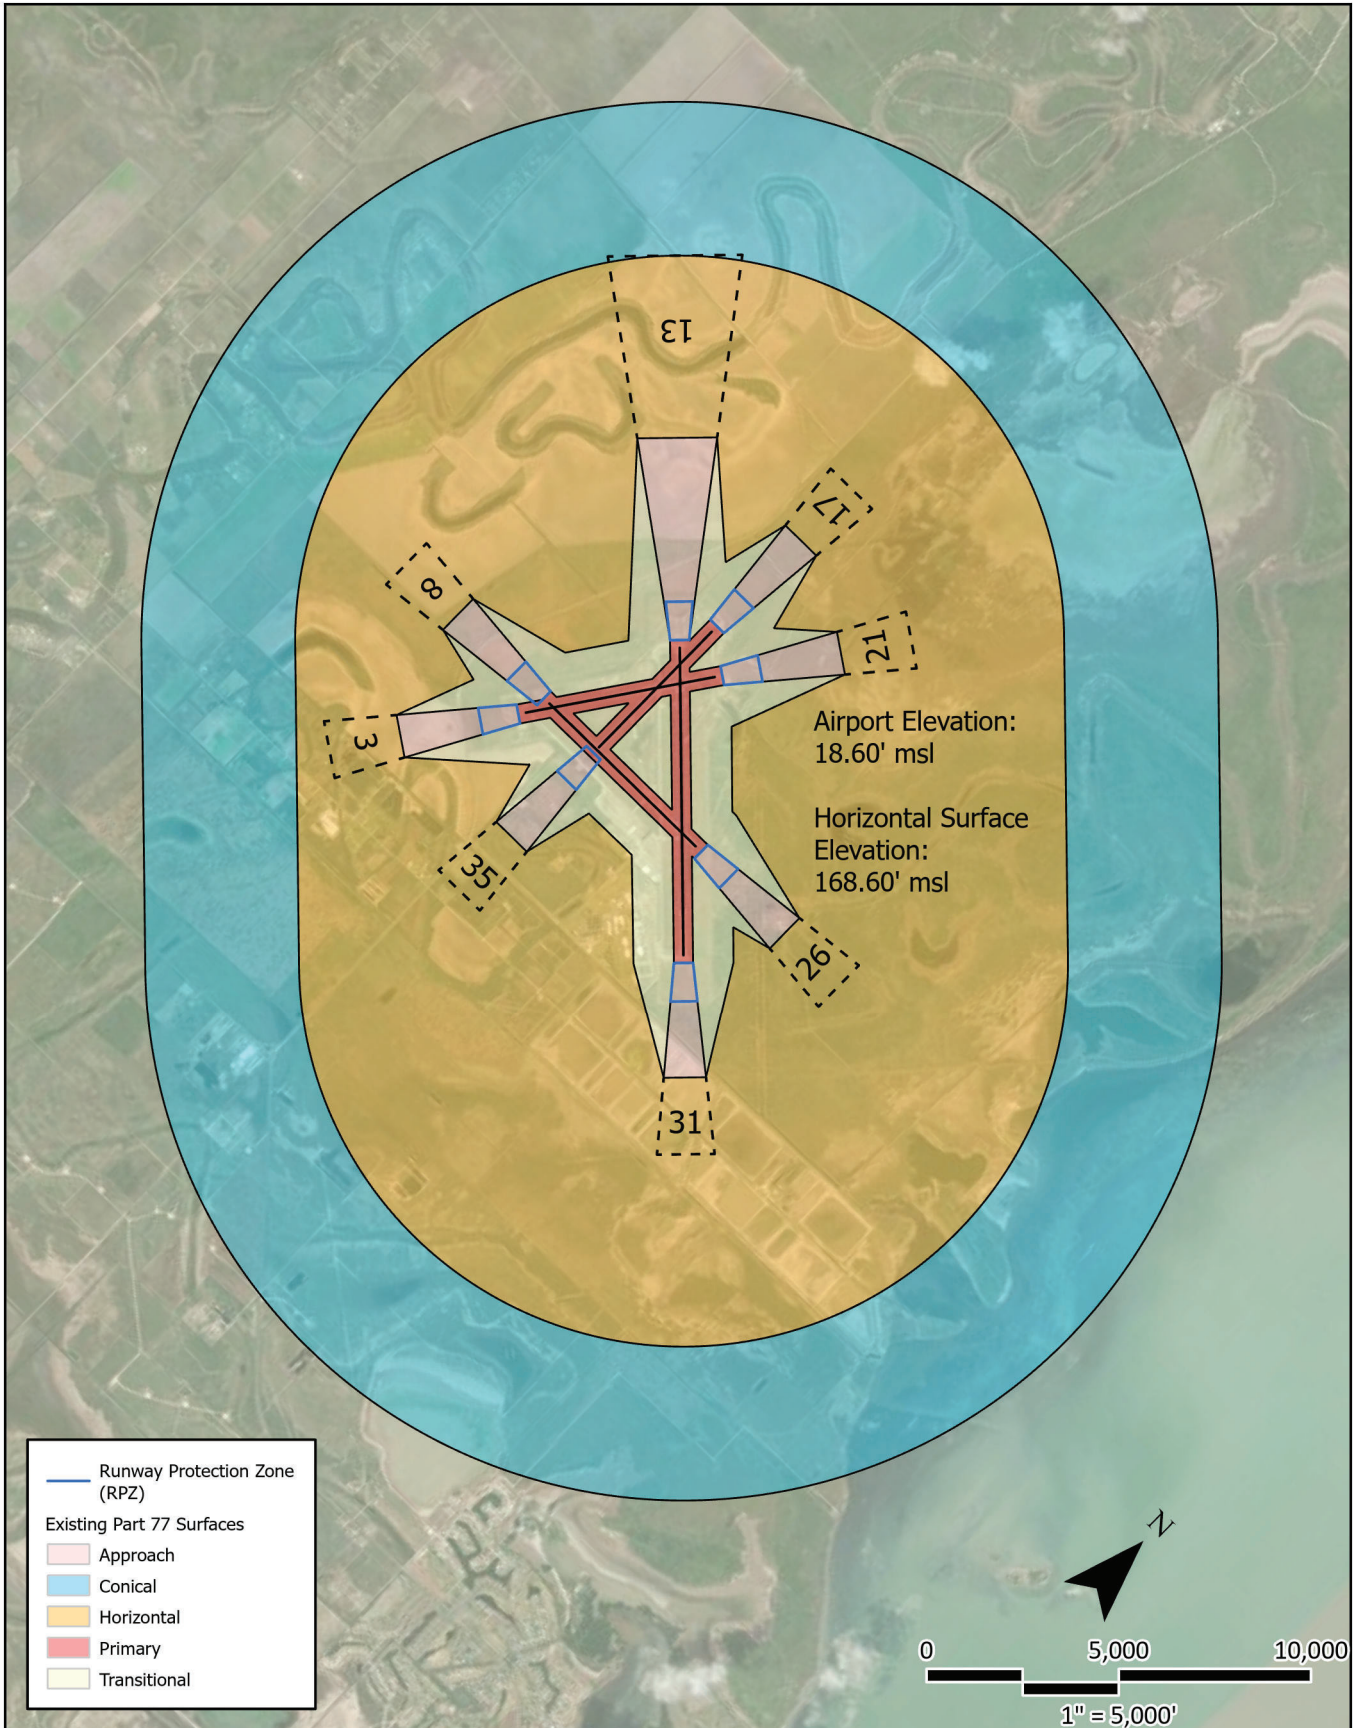 13
17
8
21
3
Airport Elevation:
18.60' msl
Horizontal Surface
Elevation:
168.60' msl
35
26
31
Runway Protection Zone
(RPZ)
Existing Part 77 Surfaces
Approach
Conical
Horizontal
Primary
Transitional
N
0 5,000 10,000
1" = 5,000'